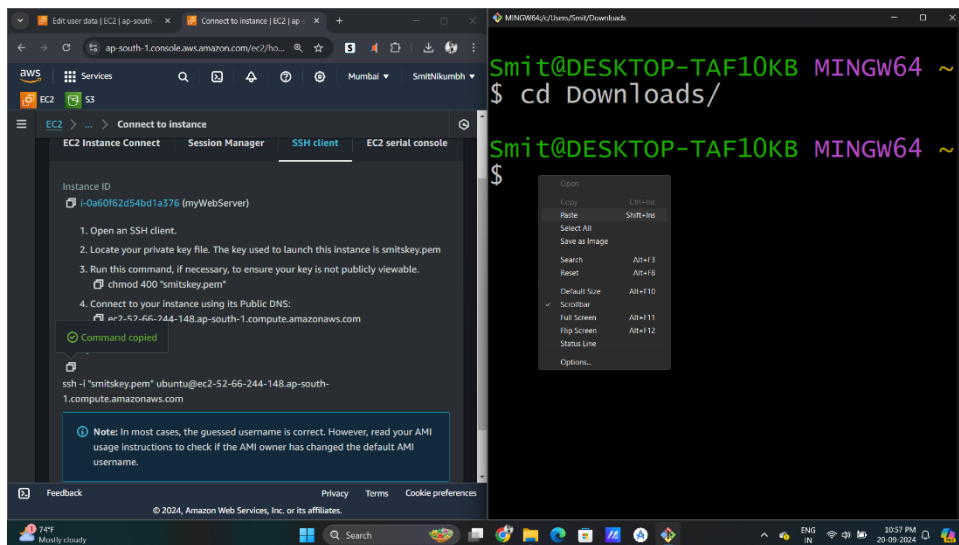 Edit user data | EC2 | ap-south-
Connect to instance | EC2 | ap-s
ap-south-1.console.aws.amazon.com/ec2/ho...
aws
Services
Mumbai
SmitNikumbh
EC2
S3
EC2 > ... > Connect to instance
EC2 Instance Connect
Session Manager
SSH client
EC2 serial console
Instance ID
i-0a60f62d54bd1a376 (myWebServer)
1. Open an SSH client.
2. Locate your private key file. The key used to launch this instance is smitskey.pem
3. Run this command, if necessary, to ensure your key is not publicly viewable.
chmod 400 "smitskey.pem"
4. Connect to your instance using its Public DNS:
ec2-52-66-244-148.ap-south-1.compute.amazonaws.com
Command copied
ssh -i "smitskey.pem" ubuntu@ec2-52-66-244-148.ap-south-
1.compute.amazonaws.com
Note: In most cases, the guessed username is correct. However, read your AMI
usage instructions to check if the AMI owner has changed the default AMI
username.
Feedback
Privacy
Terms
Cookie preferences
© 2024, Amazon Web Services, Inc. or its affiliates.
MINGW64:/c/Users/Smit/Downloads
Smit@DESKTOP-TAF10KB MINGW64 ~
$ cd Downloads/
Smit@DESKTOP-TAF10KB MINGW64 ~
$
Open
Copy Ctrl+Ins
Paste Shift+Ins
Select All
Save as Image
Search Alt+F3
Reset Alt+F8
Default Size Alt+F10
Scrollbar
Full Screen Alt+F11
Flip Screen Alt+F12
Status Line
Options...
1
74°F
Mostly cloudy
Search
ENG
IN
10:57 PM
20-09-2024